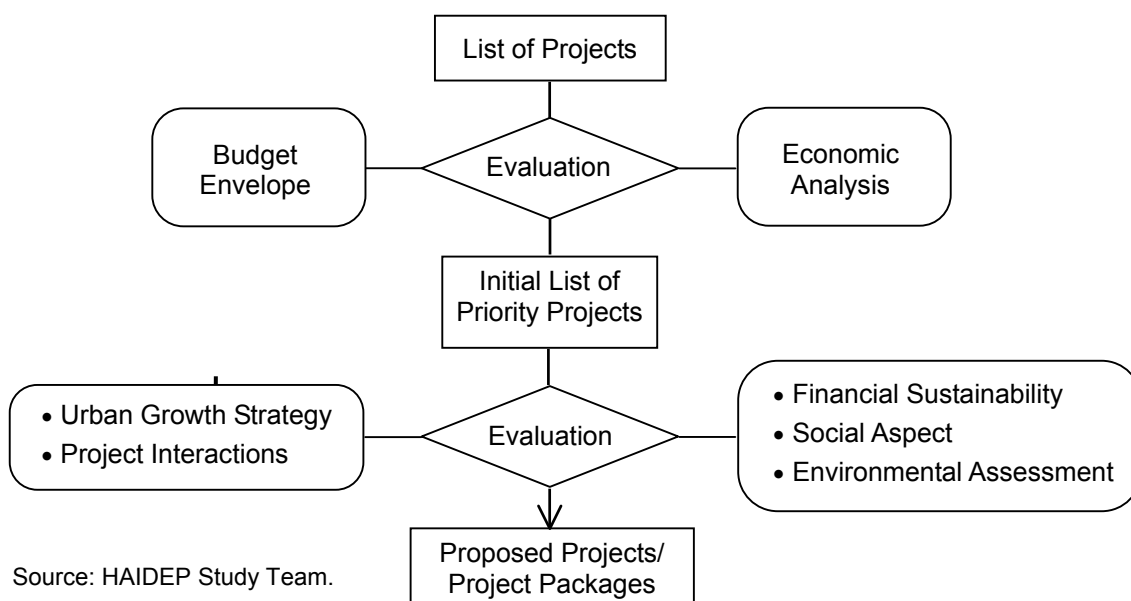 List of Projects
Budget
Envelope
Evaluation
Economic
Analysis
Initial List of
Priority Projects
• Urban Growth Strategy
• Project Interactions
Evaluation
• Financial Sustainability
• Social Aspect
• Environmental Assessment
Proposed Projects/
Project Packages
Source: HAIDEP Study Team.